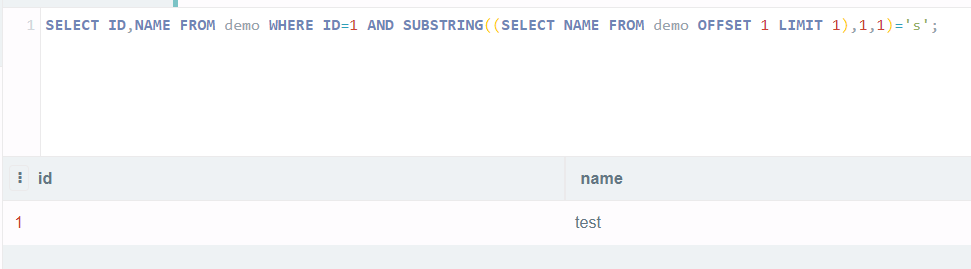 1 SELECT ID,NAME FROM demo WHERE ID=1 AND SUBSTRING((SELECT NAME FROM demo OFFSET 1 LIMIT 1),1,1)='s';
id name
1 test